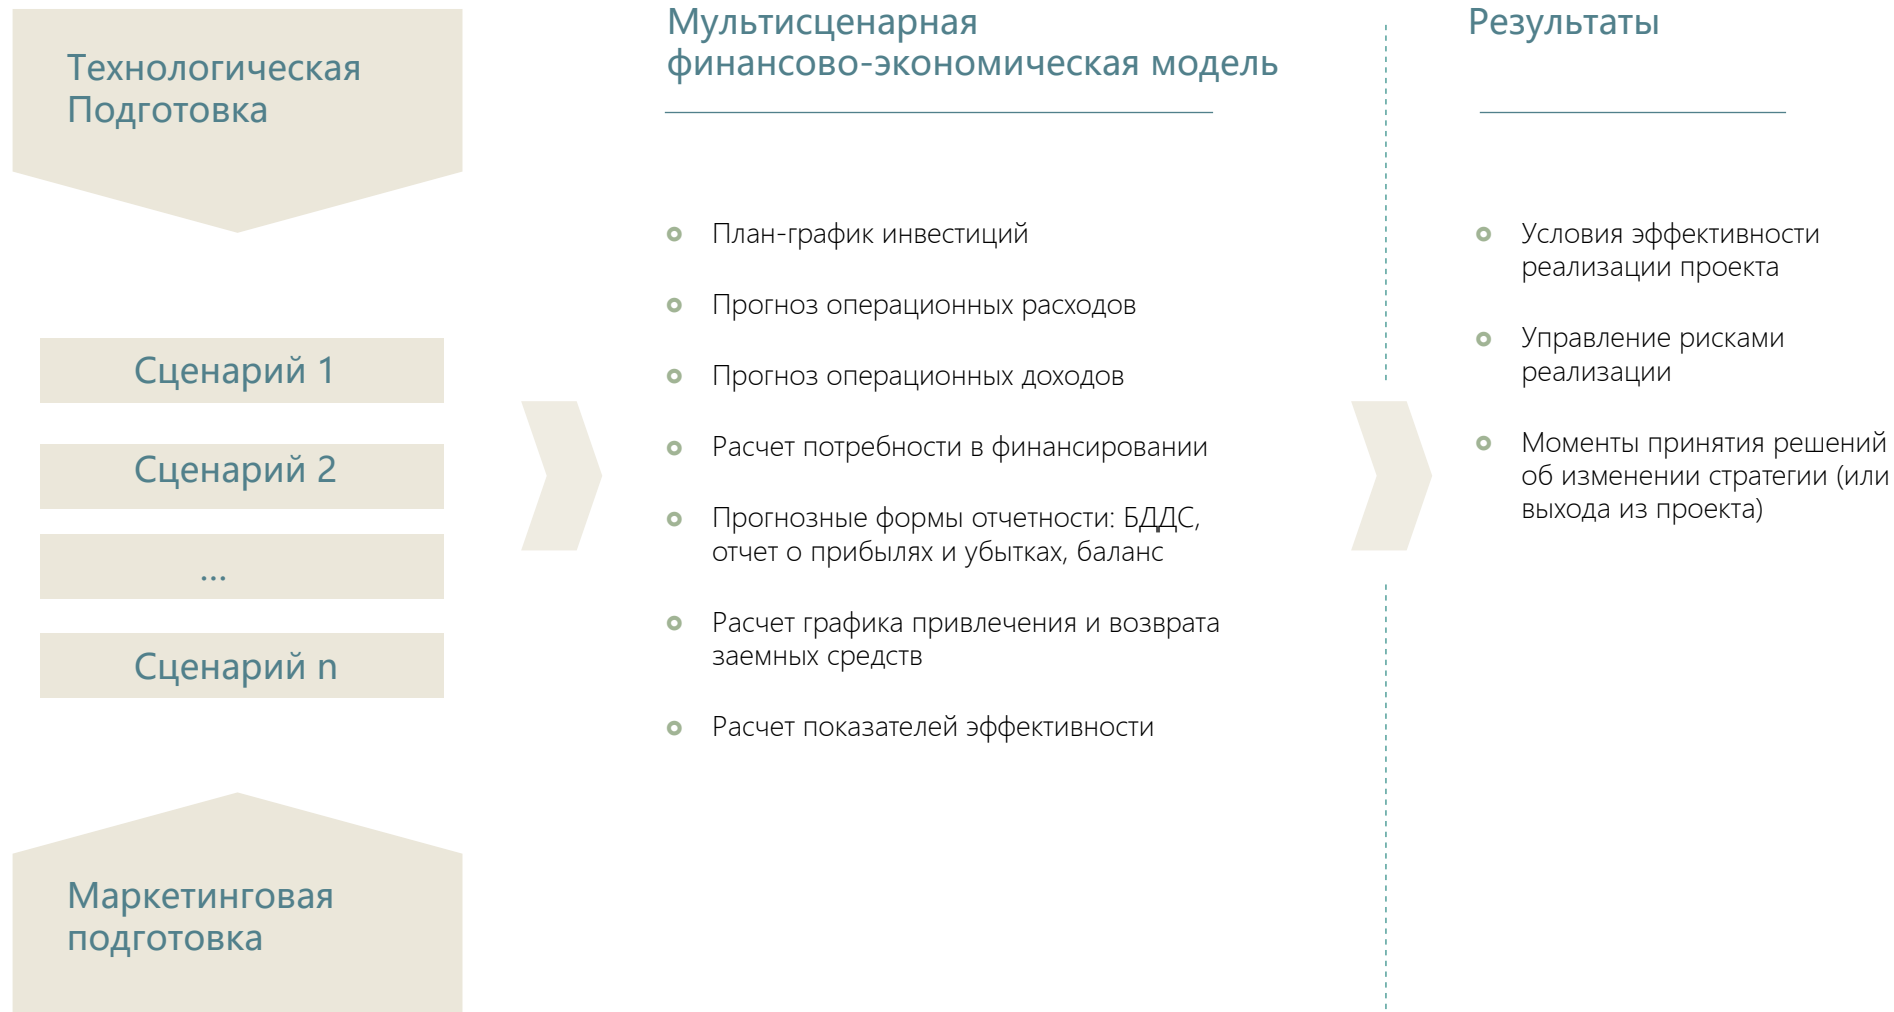 Технологическая
Подготовка
Сценарий 1
Сценарий 2
...
Сценарий n
Маркетинговая
подготовка
Мультисценарная
финансово-экономическая модель
План-график инвестиций
Прогноз операционных расходов
Прогноз операционных доходов
Расчет потребности в финансировании
Прогнозные формы отчетности: БДДС,
отчет о прибылях и убытках, баланс
Расчет графика привлечения и возврата
заемных средств
Расчет показателей эффективности
Результаты
Условия эффективности
реализации проекта
Управление рисками
реализации
Моменты принятия решений
об изменении стратегии (или
выхода из проекта)